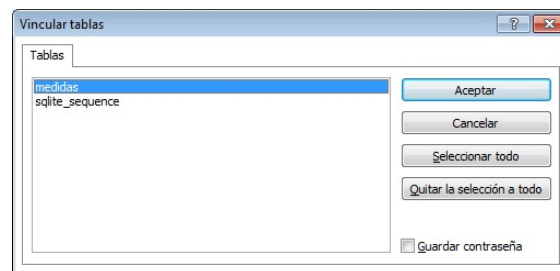 Vincular tablas
Tablas
medidas
sqlite_sequence
Aceptar
Cancelar
Seleccionar todo
Quitar la selección a todo
Guardar contraseña